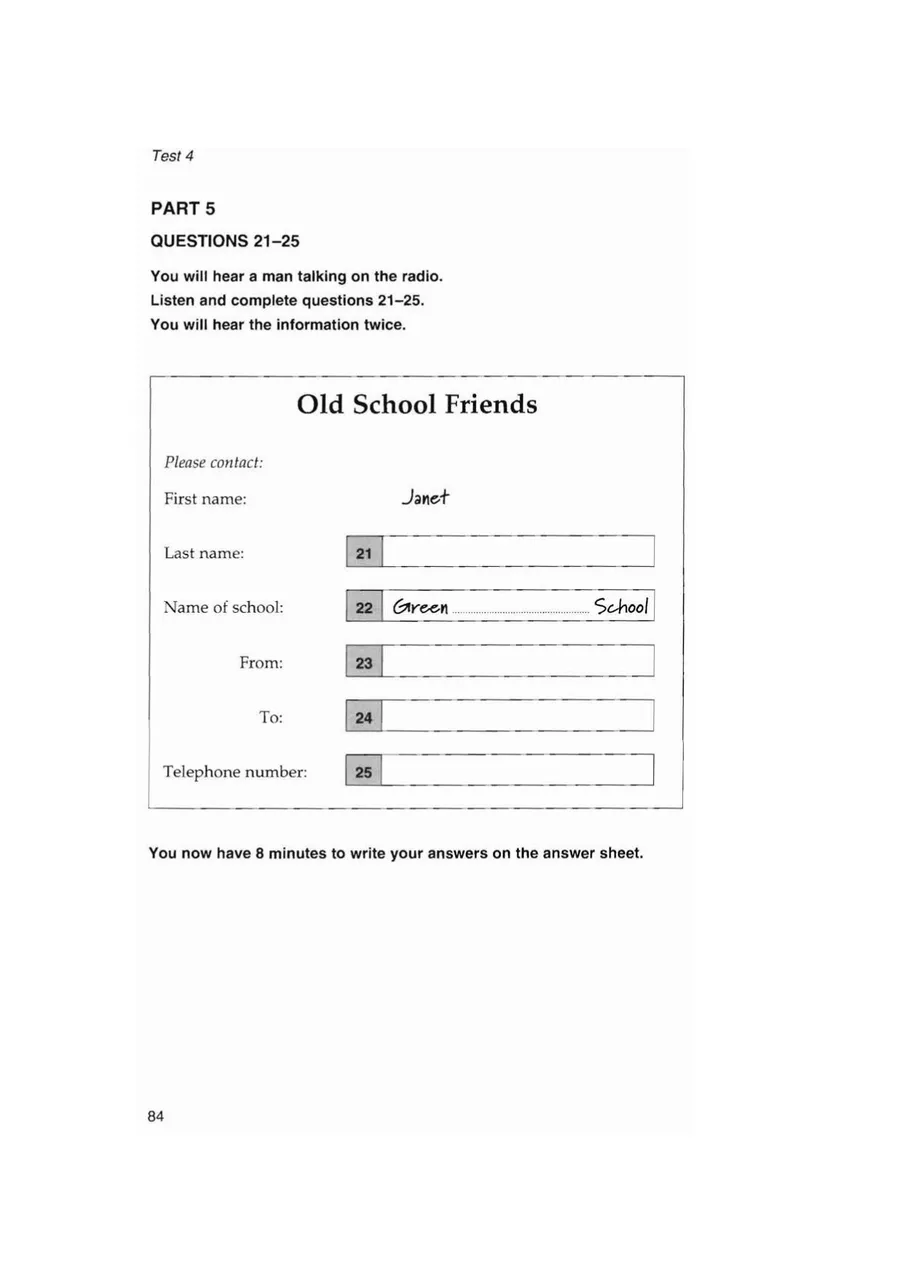 Test 4
PART 5
QUESTIONS 21–25
You will hear a man talking on the radio.
Listen and complete questions 21–25.
You will hear the information twice.
Old School Friends
Please contact:
First name: Janet
Last name: 21
Name of school: 22 Green .................................................. School
From: 23
To: 24
Telephone number: 25
You now have 8 minutes to write your answers on the answer sheet.
84